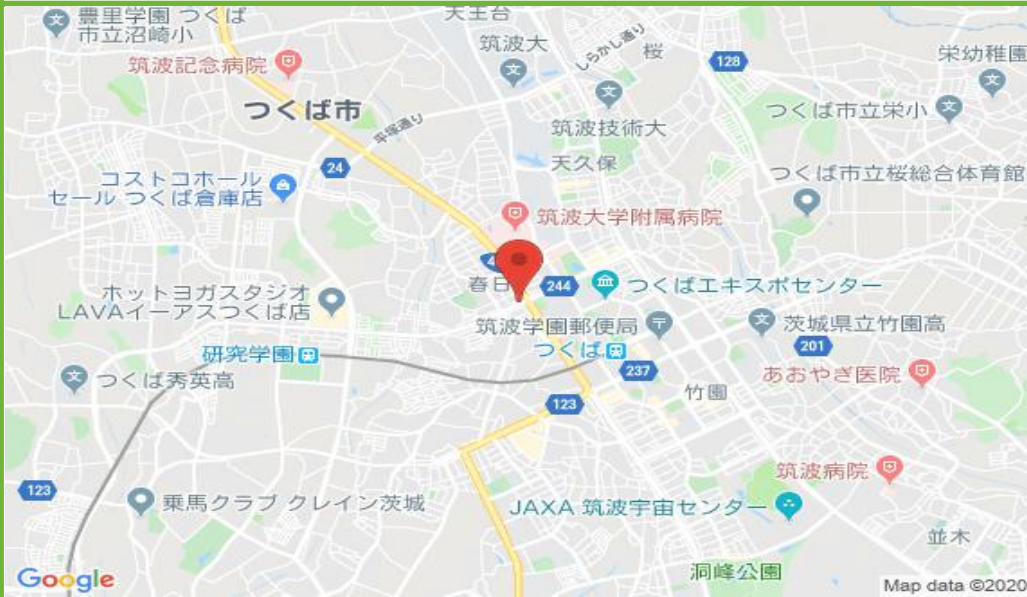 豊里学園 つくば
市立沼崎小
天王台
筑波大
しらかし通り
桜
128
栄幼稚園
筑波記念病院
つくば市
平塚通り
筑波技術大
つくば市立栄小
天久保
24
コストコホール
セール つくば倉庫店
つくば市立桜総合体育館
筑波大学附属病院
春日
244
つくばエキスポセンター
ホットヨガスタジオ
LAVAイーアスつくば店
筑波学園郵便局
茨城県立竹園高
201
研究学園
つくば
237
あおやぎ医院
つくば秀英高
竹園
123
筑波病院
123
乗馬クラブ クレイン茨城
JAXA 筑波宇宙センター
並木
洞峰公園
Google
Map data ©2020